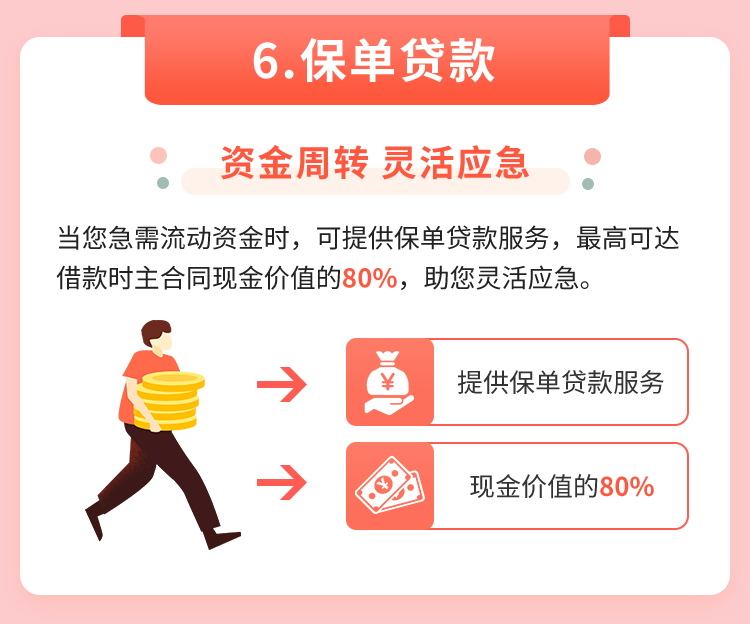 6.保单贷款
资金周转 灵活应急
当您急需流动资金时，可提供保单贷款服务，最高可达
借款时主合同现金价值的80%，助您灵活应急。
提供保单贷款服务
现金价值的80%